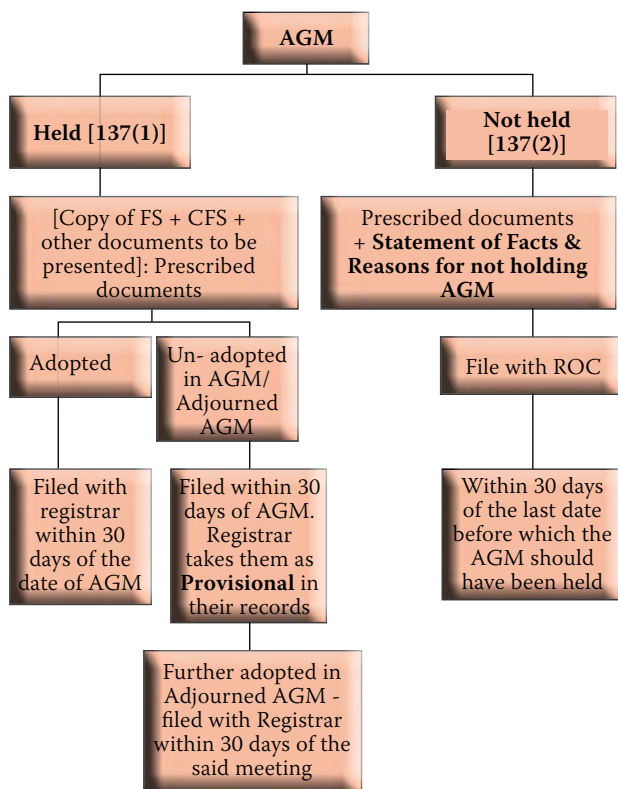 AGM
Held [137(1)]
Not held
[137(2)]
[Copy of FS + CFS +
other documents to be
presented]: Prescribed
documents
Prescribed documents
+ Statement of Facts &
Reasons for not holding
AGM
Adopted
Un- adopted
in AGM/
Adjourned
AGM
File with ROC
Filed with
registrar
within 30
days of the
date of AGM
Filed within 30
days of AGM.
Registrar
takes them as
Provisional in
their records
Within 30 days
of the last date
before which the
AGM should
have been held
Further adopted in
Adjourned AGM -
filed with Registrar
within 30 days of the
said meeting